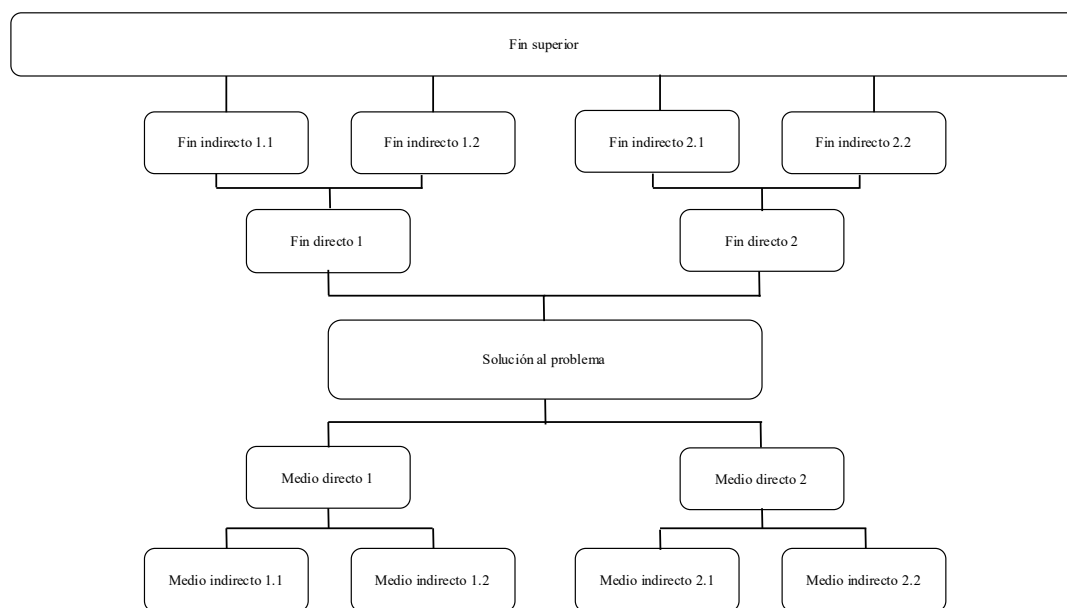 Fin superior
Fin indirecto 1.1
Fin indirecto 1.2
Fin indirecto 2.1
Fin indirecto 2.2
Fin directo 1
Fin directo 2
Solución al problema
Medio directo 1
Medio directo 2
Medio indirecto 1.1
Medio indirecto 1.2
Medio indirecto 2.1
Medio indirecto 2.2